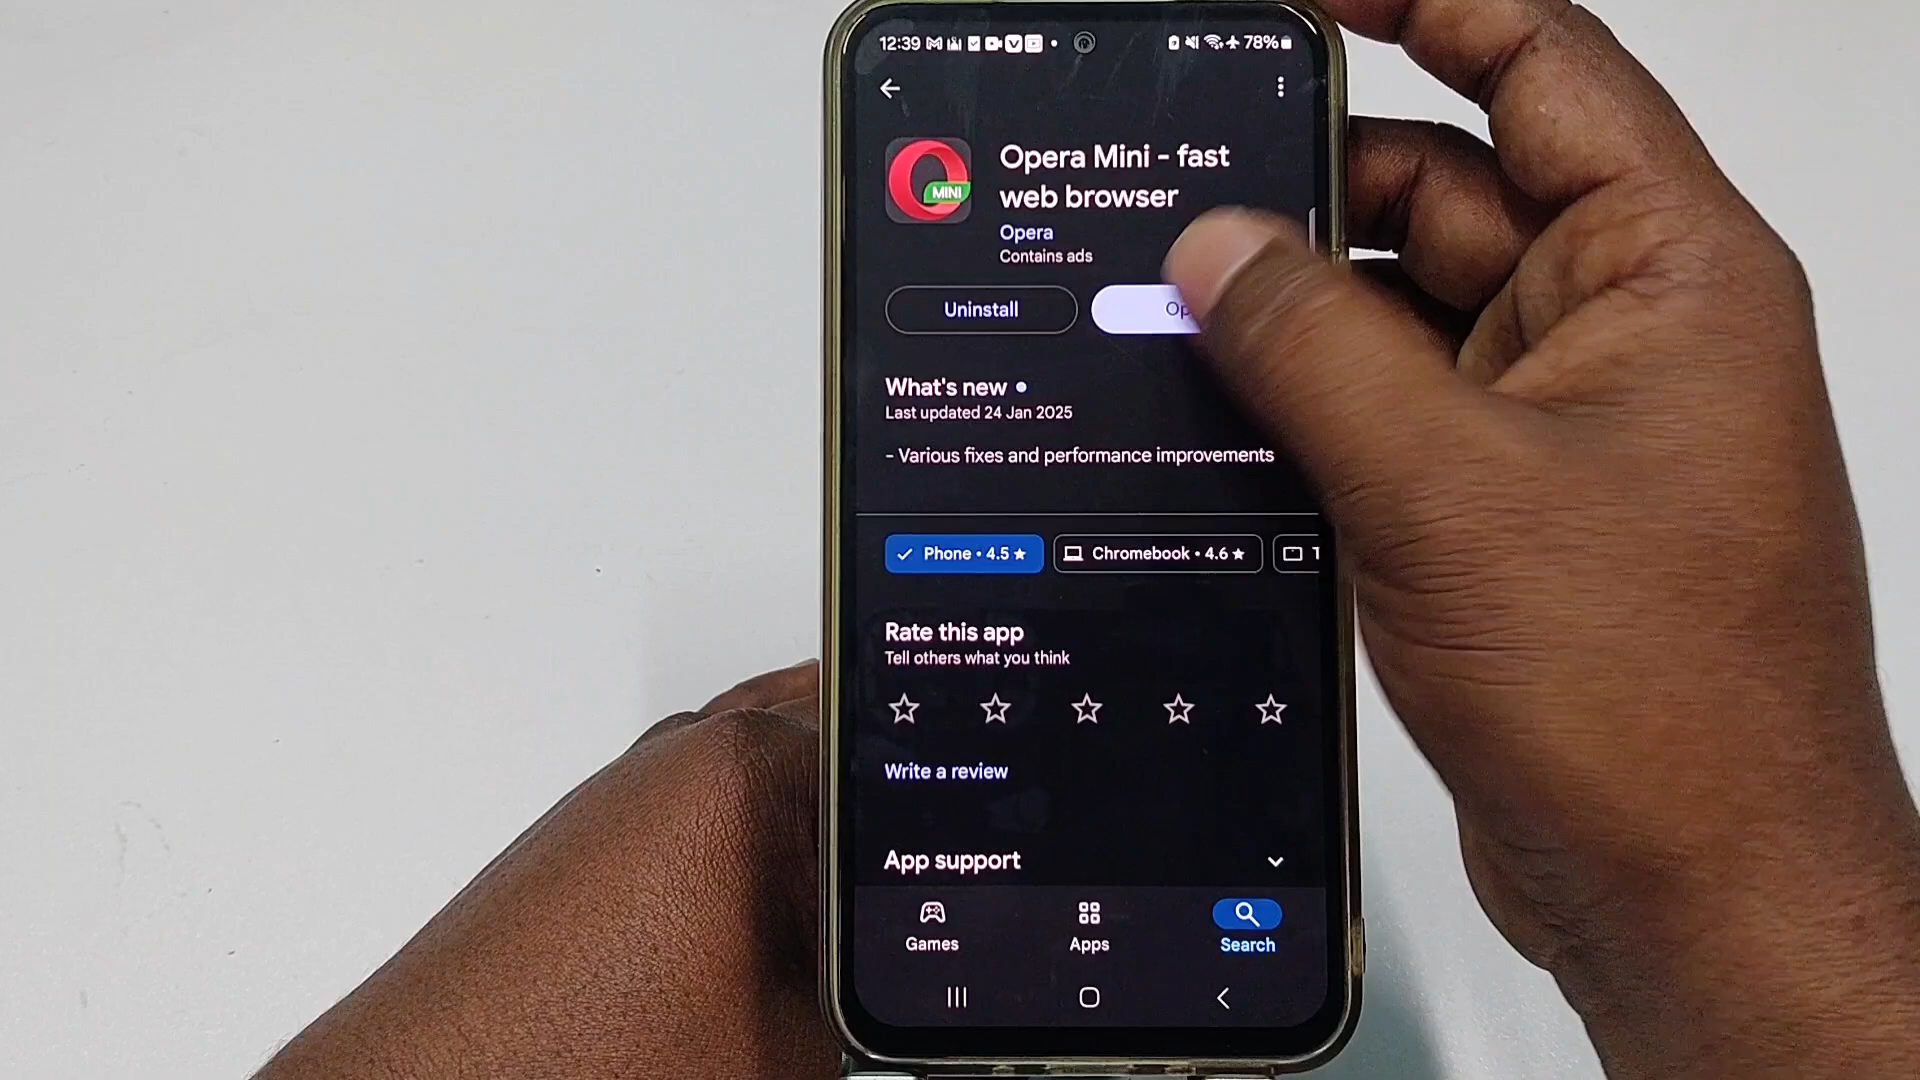 12:39
78%
Opera Mini - fast
web browser
MINI
Opera
Contains ads
Uninstall
What's new
Last updated 24 Jan 2025
- Various fixes and performance improvements
Phone • 4.5 ★
Chromebook • 4.6 ★
Rate this app
Tell others what you think
Write a review
App support
Games
Apps
Search